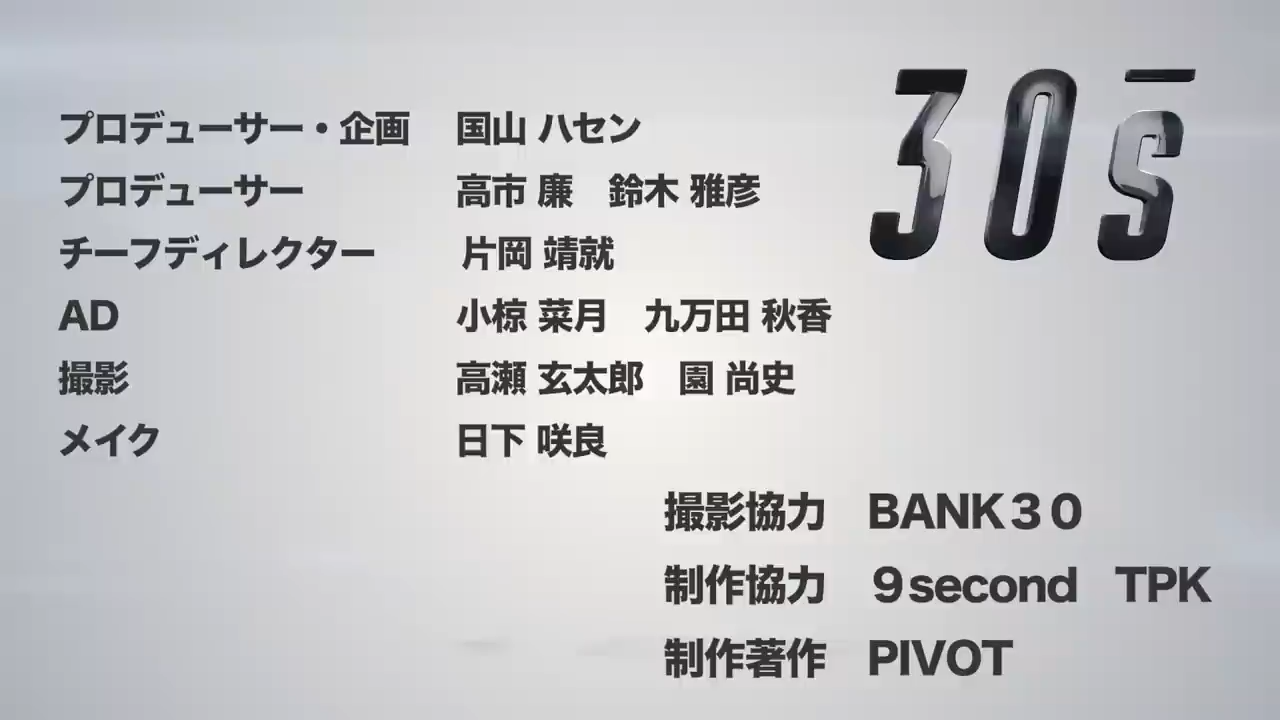 30s
プロデューサー・企画　国山 ハセン
プロデューサー　高市 廉　鈴木 雅彦
チーフディレクター　片岡 靖就
AD　小椋 菜月　九万田 秋香
撮影　高瀬 玄太郎　園 尚史
メイク　日下 咲良
撮影協力　BANK３０
制作協力　９second　TPK
制作著作　PIVOT